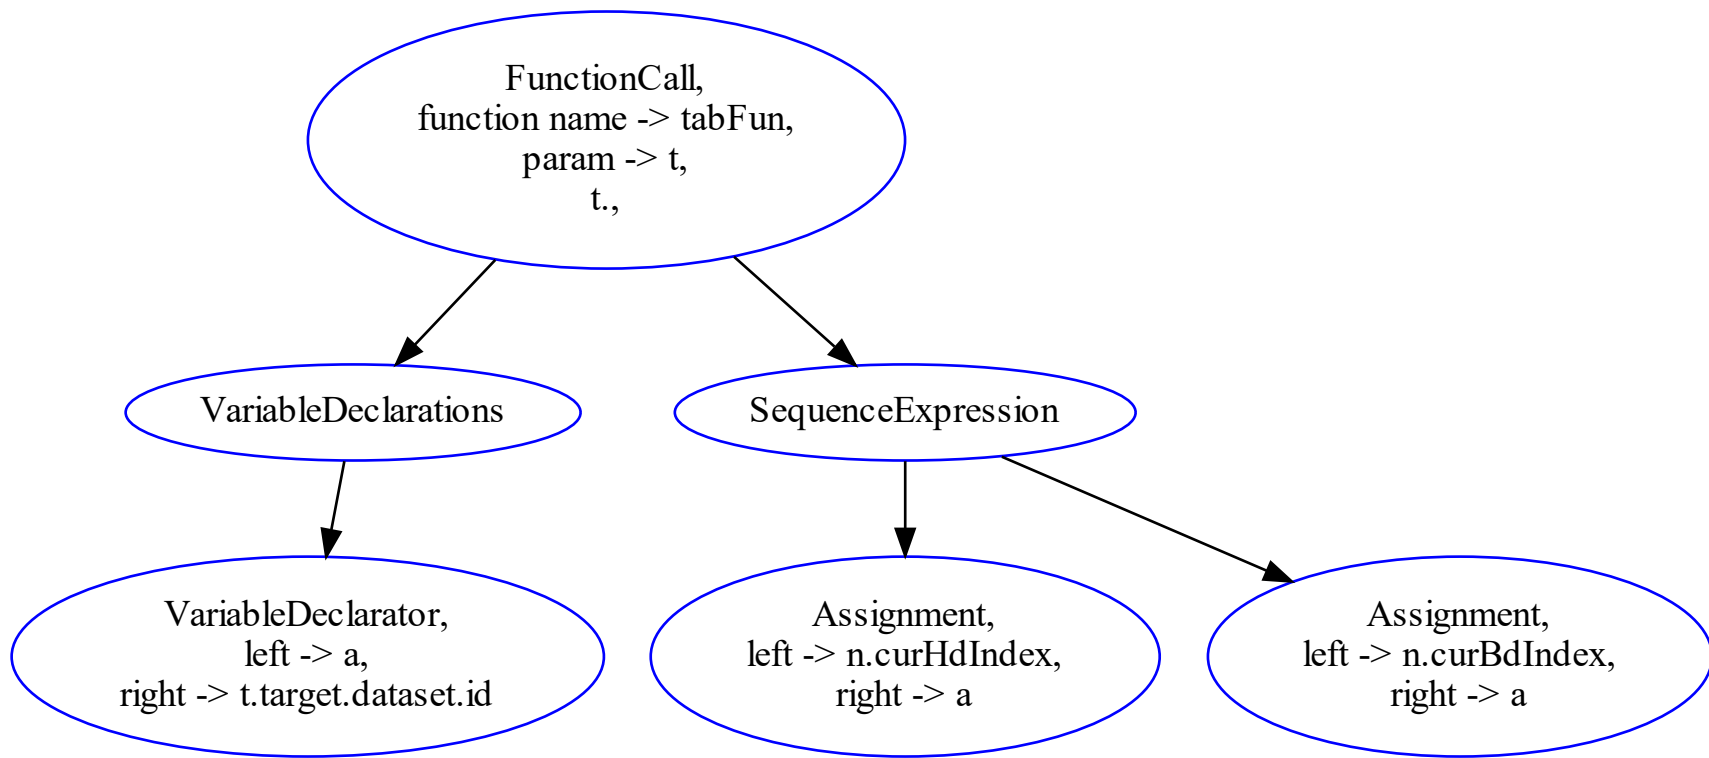 FunctionCall,
function name -> tabFun,
param -> t,
t.,
VariableDeclarations
SequenceExpression
VariableDeclarator,
left -> a,
right -> t.target.dataset.id
Assignment,
left -> n.curHdIndex,
right -> a
Assignment,
left -> n.curBdIndex,
right -> a